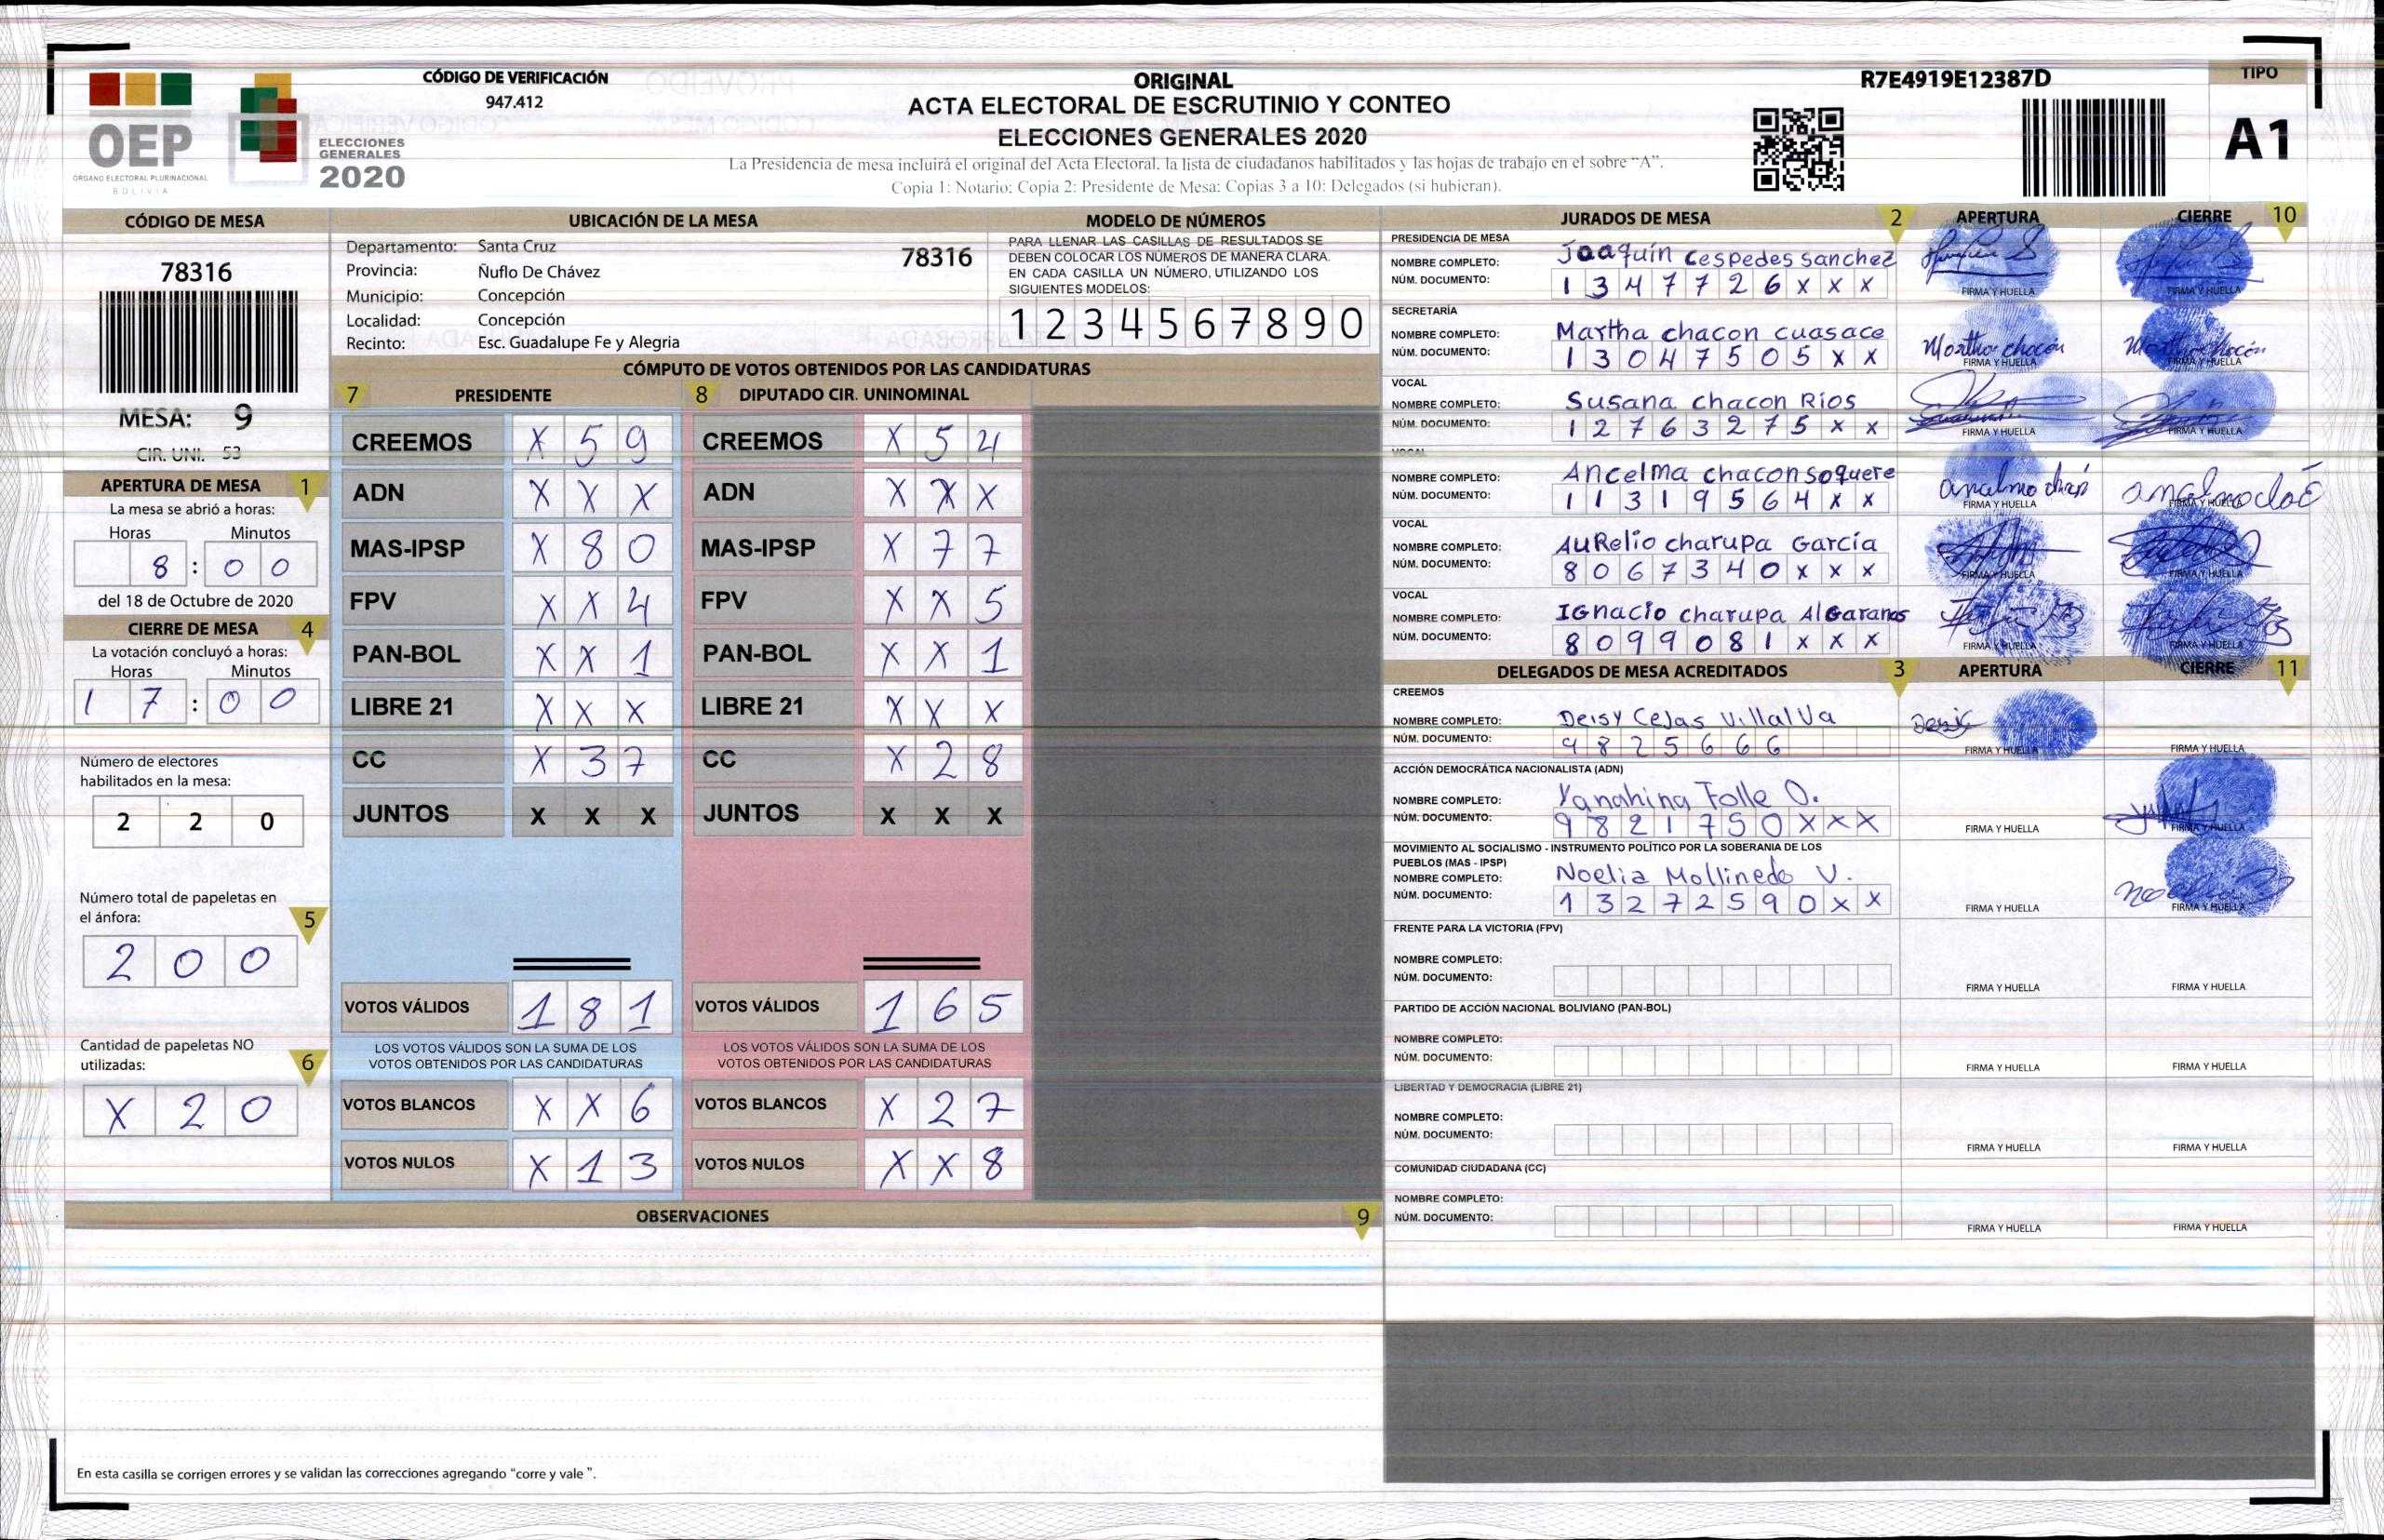 CÓDIGO DE VERIFICACIÓN
947.412
OEP
ÓRGANO ELECTORAL PLURINACIONAL
BOLIVIA
ELECCIONES
GENERALES
2020
ORIGINAL
ACTA ELECTORAL DE ESCRUTINIO Y CONTEO
ELECCIONES GENERALES 2020
La Presidencia de mesa incluirá el original del Acta Electoral, la lista de ciudadanos habilitados y las hojas de trabajo en el sobre "A".
Copia 1: Notario; Copia 2: Presidente de Mesa; Copias 3 a 10: Delegados (si hubieran).
R7E4919E12387D
TIPO
A1
CÓDIGO DE MESA
78316
MESA: 9
CIR. UNI. 53
APERTURA DE MESA 1
La mesa se abrió a horas:
Horas Minutos
8 : 0 0
del 18 de Octubre de 2020
CIERRE DE MESA 4
La votación concluyó a horas:
Horas Minutos
1 7 : 0 0
Número de electores
habilitados en la mesa:
2 2 0
Número total de papeletas en
el ánfora: 5
2 0 0
Cantidad de papeletas NO
utilizadas: 6
X 2 0
UBICACIÓN DE LA MESA
Departamento: Santa Cruz
78316
Provincia: Ñuflo De Chávez
Municipio: Concepción
Localidad: Concepción
Recinto: Esc. Guadalupe Fe y Alegria
MODELO DE NÚMEROS
PARA LLENAR LAS CASILLAS DE RESULTADOS SE
DEBEN COLOCAR LOS NÚMEROS DE MANERA CLARA.
EN CADA CASILLA UN NÚMERO, UTILIZANDO LOS
SIGUIENTES MODELOS:
1 2 3 4 5 6 7 8 9 0
CÓMPUTO DE VOTOS OBTENIDOS POR LAS CANDIDATURAS
7 PRESIDENTE 8 DIPUTADO CIR. UNINOMINAL
CREEMOS X 5 9 CREEMOS X 5 4
ADN X X X ADN X X X
MAS-IPSP X 8 0 MAS-IPSP X 7 7
FPV X X 4 FPV X X 5
PAN-BOL X X 1 PAN-BOL X X 1
LIBRE 21 X X X LIBRE 21 X X X
CC X 3 7 CC X 2 8
JUNTOS X X X JUNTOS X X X
VOTOS VÁLIDOS 1 8 1 VOTOS VÁLIDOS 1 6 5
LOS VOTOS VÁLIDOS SON LA SUMA DE LOS LOS VOTOS VÁLIDOS SON LA SUMA DE LOS
VOTOS OBTENIDOS POR LAS CANDIDATURAS VOTOS OBTENIDOS POR LAS CANDIDATURAS
VOTOS BLANCOS X X 6 VOTOS BLANCOS X 2 7
VOTOS NULOS X 1 3 VOTOS NULOS X X 8
OBSERVACIONES 9
En esta casilla se corrigen errores y se validan las correcciones agregando "corre y vale ".
JURADOS DE MESA 2 APERTURA CIERRE 10
PRESIDENCIA DE MESA
NOMBRE COMPLETO: Joaquín Cespedes Sanchez
NÚM. DOCUMENTO: 1 3 4 7 7 2 6 X X X
FIRMA Y HUELLA FIRMA Y HUELLA
SECRETARÍA
NOMBRE COMPLETO: Martha chacon cuasace
NÚM. DOCUMENTO: 1 3 0 4 7 5 0 5 X X
FIRMA Y HUELLA FIRMA Y HUELLA
VOCAL
NOMBRE COMPLETO: Susana chacon Ríos
NÚM. DOCUMENTO: 1 2 7 6 3 2 7 5 X X
FIRMA Y HUELLA FIRMA Y HUELLA
VOCAL
NOMBRE COMPLETO: Ancelma chacon soquere
NÚM. DOCUMENTO: 1 1 3 1 9 5 6 4 X X
FIRMA Y HUELLA FIRMA Y HUELLA
VOCAL
NOMBRE COMPLETO: AURelio charupa García
NÚM. DOCUMENTO: 8 0 6 7 3 4 0 X X X
FIRMA Y HUELLA FIRMA Y HUELLA
VOCAL
NOMBRE COMPLETO: IGnacio charupa AlGaranas
NÚM. DOCUMENTO: 8 0 9 9 0 8 1 X X X
FIRMA Y HUELLA FIRMA Y HUELLA
DELEGADOS DE MESA ACREDITADOS 3 APERTURA CIERRE 11
CREEMOS
NOMBRE COMPLETO: Deisy Cejas VillalVa
NÚM. DOCUMENTO: 9 8 2 5 6 6 6
FIRMA Y HUELLA FIRMA Y HUELLA
ACCIÓN DEMOCRÁTICA NACIONALISTA (ADN)
NOMBRE COMPLETO: Yanahina Folle O.
NÚM. DOCUMENTO: 9 8 2 1 7 5 0 X X X
FIRMA Y HUELLA FIRMA Y HUELLA
MOVIMIENTO AL SOCIALISMO - INSTRUMENTO POLÍTICO POR LA SOBERANIA DE LOS
PUEBLOS (MAS - IPSP)
NOMBRE COMPLETO: Noelia Mollinedo V.
NÚM. DOCUMENTO: 1 3 2 7 2 5 9 0 X X
FIRMA Y HUELLA FIRMA Y HUELLA
FRENTE PARA LA VICTORIA (FPV)
NOMBRE COMPLETO:
NÚM. DOCUMENTO:
FIRMA Y HUELLA FIRMA Y HUELLA
PARTIDO DE ACCIÓN NACIONAL BOLIVIANO (PAN-BOL)
NOMBRE COMPLETO:
NÚM. DOCUMENTO:
FIRMA Y HUELLA FIRMA Y HUELLA
LIBERTAD Y DEMOCRACIA (LIBRE 21)
NOMBRE COMPLETO:
NÚM. DOCUMENTO:
FIRMA Y HUELLA FIRMA Y HUELLA
COMUNIDAD CIUDADANA (CC)
NOMBRE COMPLETO:
NÚM. DOCUMENTO:
FIRMA Y HUELLA FIRMA Y HUELLA